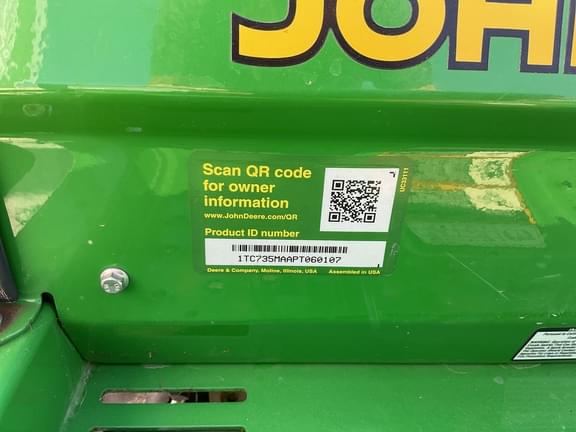 JOH
Scan QR code
for owner
information
www.JohnDeere.com/QR
Product ID number
1TC735MAAPT060107
Deere & Company, Moline, Illinois, USA Assembled in USA